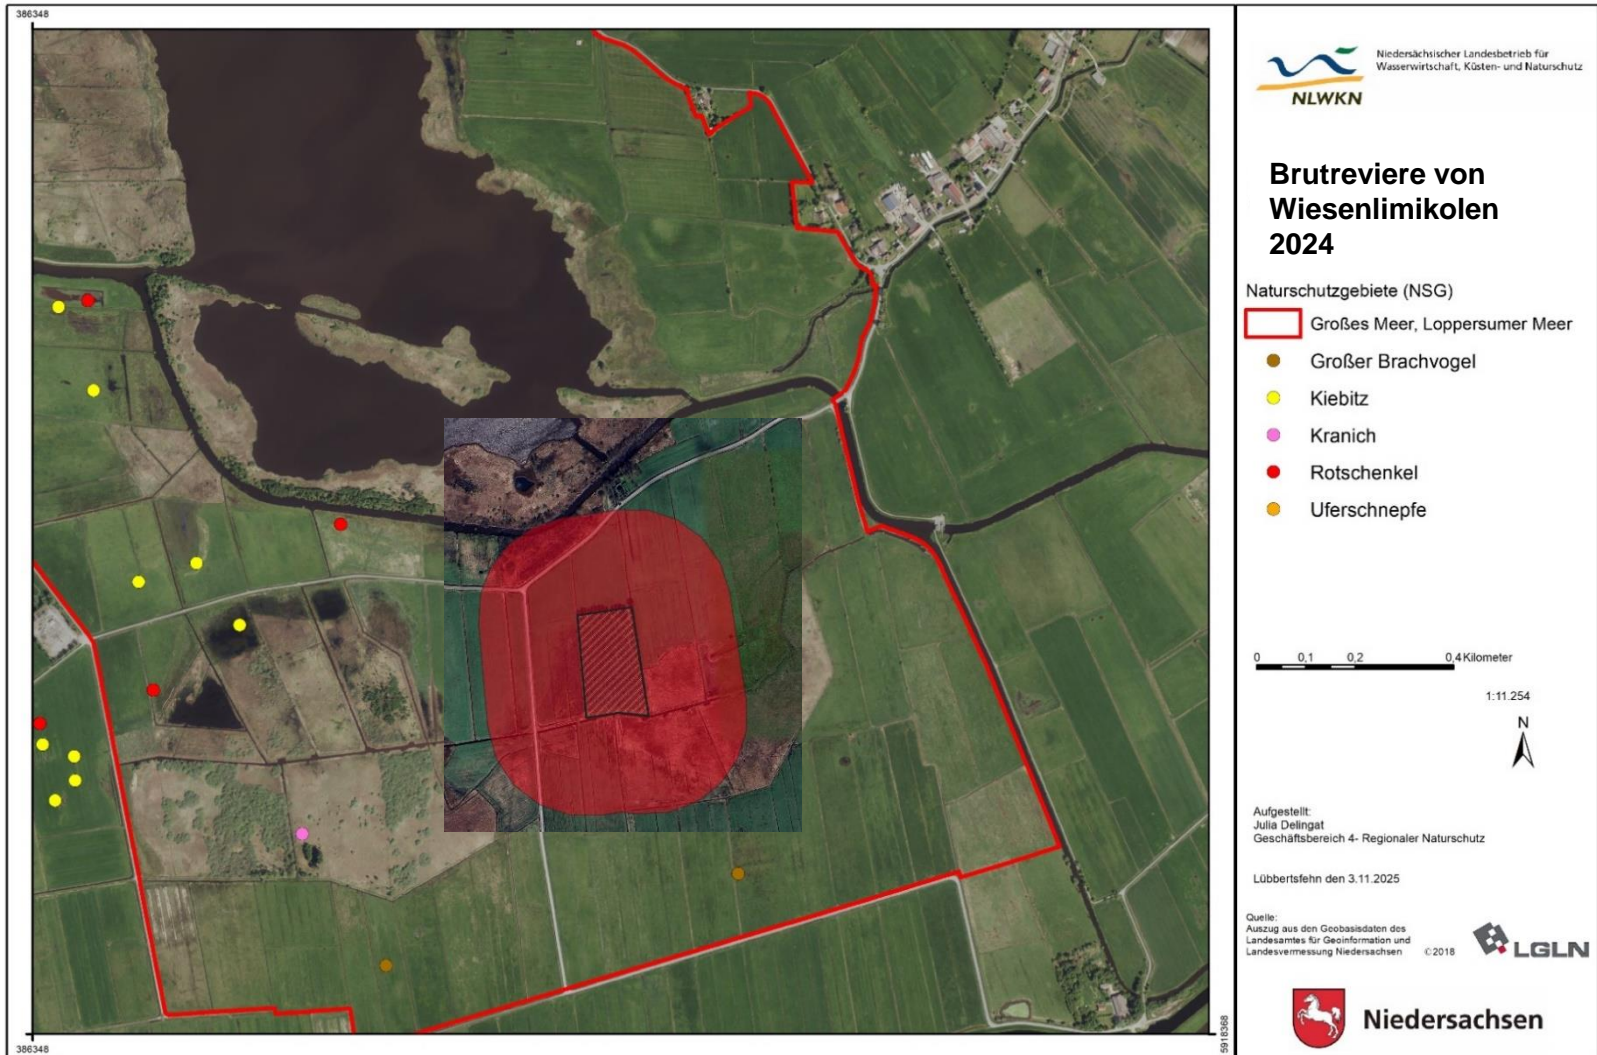 386348
Niedersächsischer Landesbetrieb für
Wasserwirtschaft, Küsten- und Naturschutz
NLWKN
Brutreviere von
Wiesenlimikolen
2024
Naturschutzgebiete (NSG)
Großes Meer, Loppersumer Meer
Großer Brachvogel
Kiebitz
Kranich
Rotschenkel
Uferschnepfe
0 0,1 0,2 0,4 Kilometer
1:11.254
N
Aufgestellt:
Julia Delingat
Geschäftsbereich 4- Regionaler Naturschutz
Lübbertsfehn den 3.11.2025
Quelle:
Auszug aus den Geobasisdaten des
Landesamtes für Geoinformation und
Landesvermessung Niedersachsen ©2018
LGLN
Niedersachsen
386348
5918368